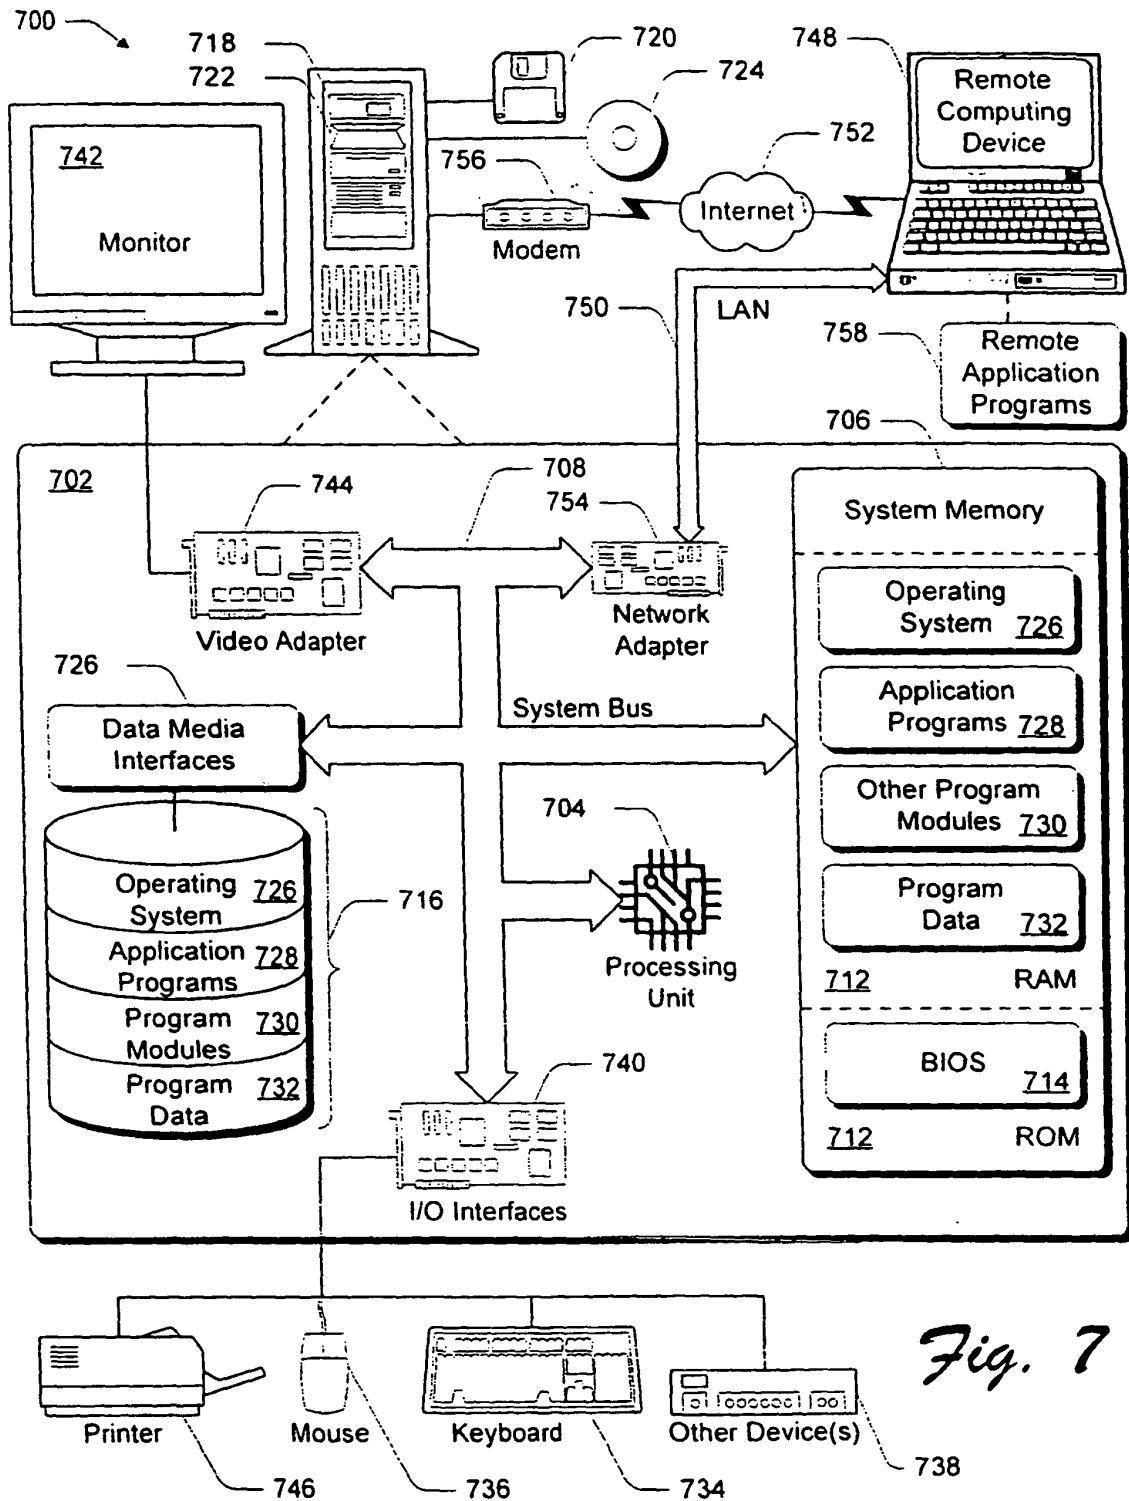 700
718
722
720
724
748
Remote
Computing
Device
742
Monitor
756
Modem
752
Internet
750
LAN
758
Remote
Application
Programs
706
702
744
708
754
System Memory
Video Adapter
Network
Adapter
Operating
System 726
726
Data Media
Interfaces
System Bus
Application
Programs 728
Other Program
Modules 730
704
Processing
Unit
Program
Data 732
712 RAM
Operating
System 726
Application
Programs 728
Program
Modules 730
Program
Data 732
716
740
I/O Interfaces
BIOS 714
712 ROM
Printer
Mouse
Keyboard
Other Device(s)
746
736
734
738
Fig. 7